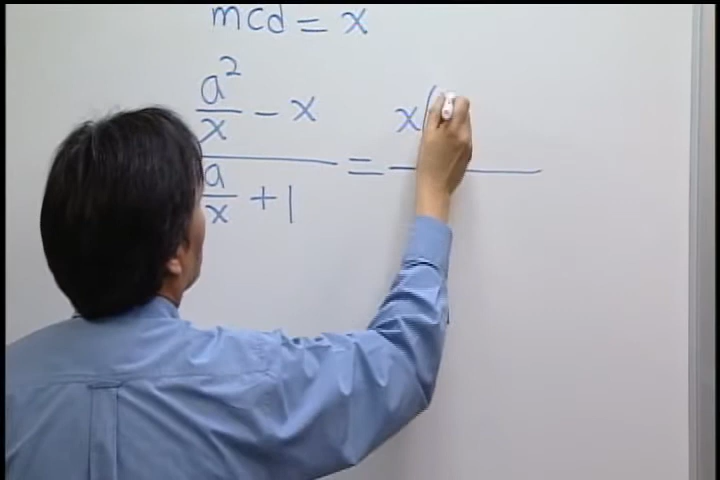 mcd = x
a²/x - x / a/x + 1 = x(